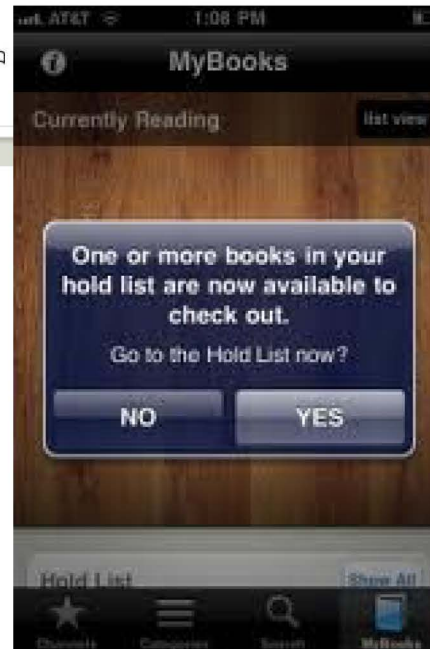 AT&T 1:08 PM
MyBooks
Currently Reading
list view
One or more books in your
hold list are now available to
check out.
Go to the Hold List now?
NO YES
Hold List Show All
Channels Categories Search MyBooks